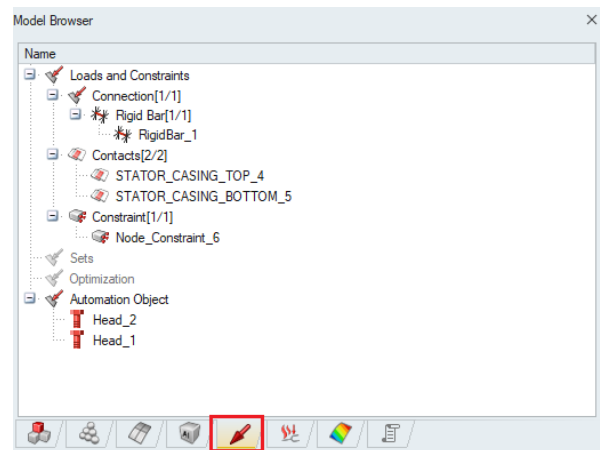 Model Browser
Name
Loads and Constraints
Connection[1/1]
Rigid Bar[1/1]
RigidBar_1
Contacts[2/2]
STATOR_CASING_TOP_4
STATOR_CASING_BOTTOM_5
Constraint[1/1]
Node_Constraint_6
Sets
Optimization
Automation Object
Head_2
Head_1